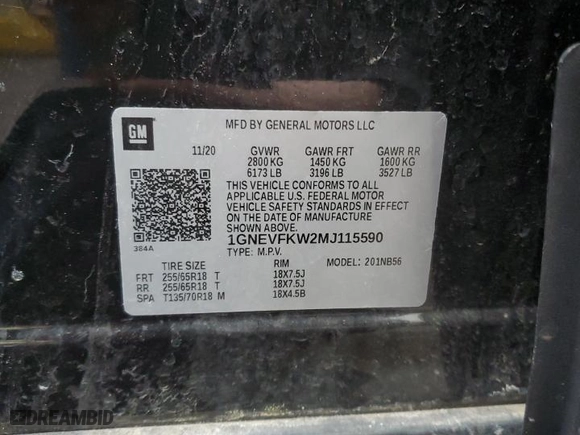 GM
MFD BY GENERAL MOTORS LLC
11/20 GVWR GAWR FRT GAWR RR
2800 KG 1450 KG 1600 KG
6173 LB 3196 LB 3527 LB
THIS VEHICLE CONFORMS TO ALL
APPLICABLE U.S. FEDERAL MOTOR
VEHICLE SAFETY STANDARDS IN EFFECT
ON THE DATE OF MANUFACTURE
SHOWN ABOVE.
384A
1GNEVFKW2MJ115590
TYPE: M.P.V.
MODEL: 201NB56
TIRE SIZE RIM
FRT 255/65R18 T 18X7.5J
RR 255/65R18 T 18X7.5J
SPA T135/70R18 M 18X4.5B
DREAMBID